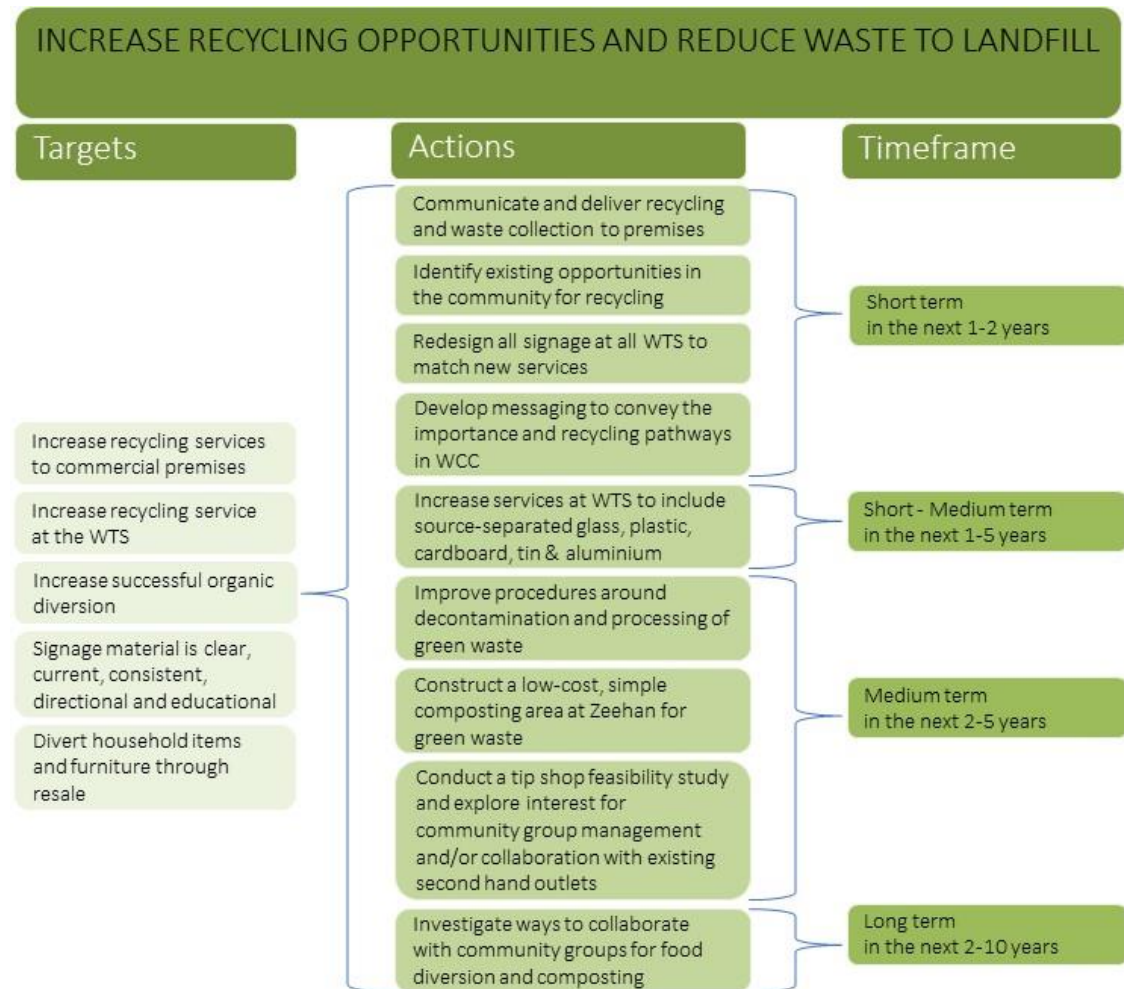 INCREASE RECYCLING OPPORTUNITIES AND REDUCE WASTE TO LANDFILL
Targets
Increase recycling services
to commercial premises
Increase recycling service
at the WTS
Increase successful organic
diversion
Signage material is clear,
current, consistent,
directional and educational
Divert household items
and furniture through
resale
Actions
Communicate and deliver recycling
and waste collection to premises
Identify existing opportunities in
the community for recycling
Redesign all signage at all WTS to
match new services
Develop messaging to convey the
importance and recycling pathways
in WCC
Increase services at WTS to include
source-separated glass, plastic,
cardboard, tin & aluminium
Improve procedures around
decontamination and processing of
green waste
Construct a low-cost, simple
composting area at Zeehan for
green waste
Conduct a tip shop feasibility study
and explore interest for
community group management
and/or collaboration with existing
second hand outlets
Investigate ways to collaborate
with community groups for food
diversion and composting
Timeframe
Short term
in the next 1-2 years
Short - Medium term
in the next 1-5 years
Medium term
in the next 2-5 years
Long term
in the next 2-10 years